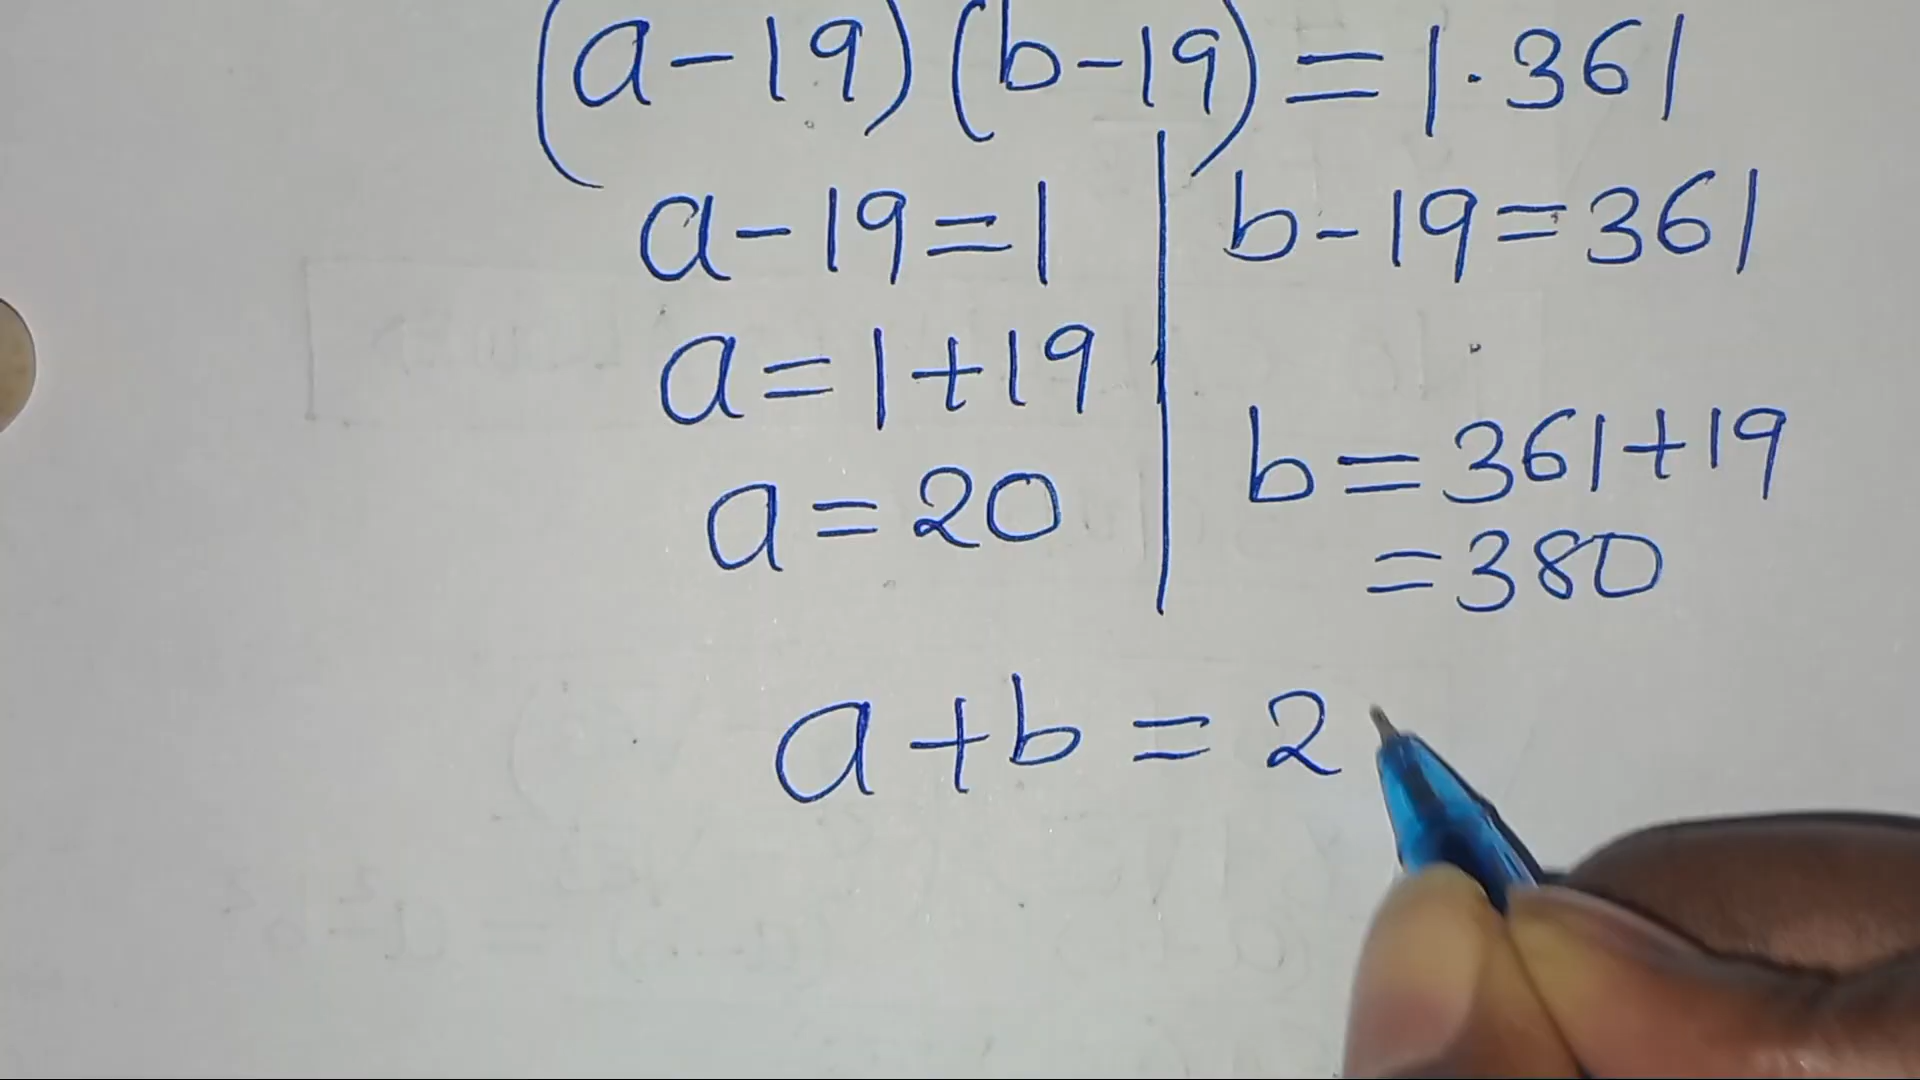 (a-19)(b-19)=1.361
a-19=1
a=1+19
a=20
b-19=361
b=361+19
=380
a+b=2